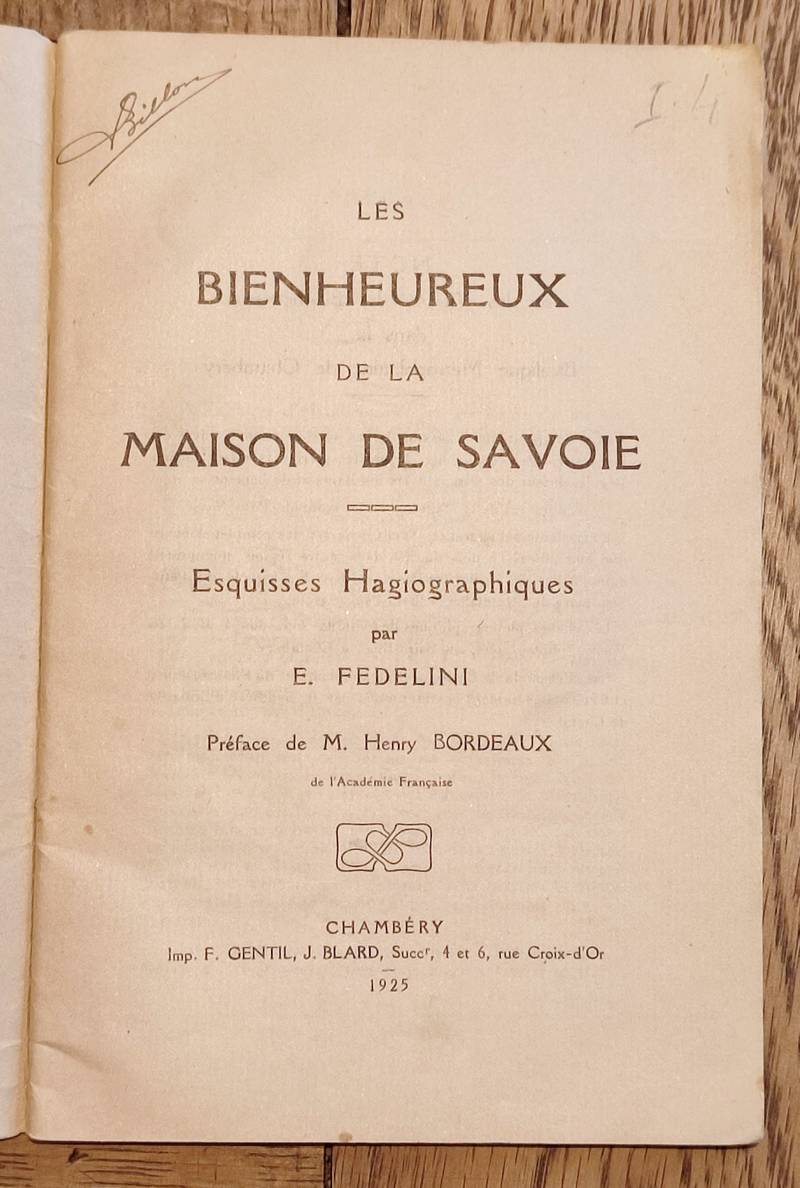 Billon
I. 4
LES
BIENHEUREUX
DE LA
MAISON DE SAVOIE
Esquisses Hagiographiques
par
E. FEDELINI
Préface de M. Henry BORDEAUX
de l'Académie Française
CHAMBÉRY
Imp. F. GENTIL, J. BLARD, Succr, 4 et 6, rue Croix-d'Or
1925